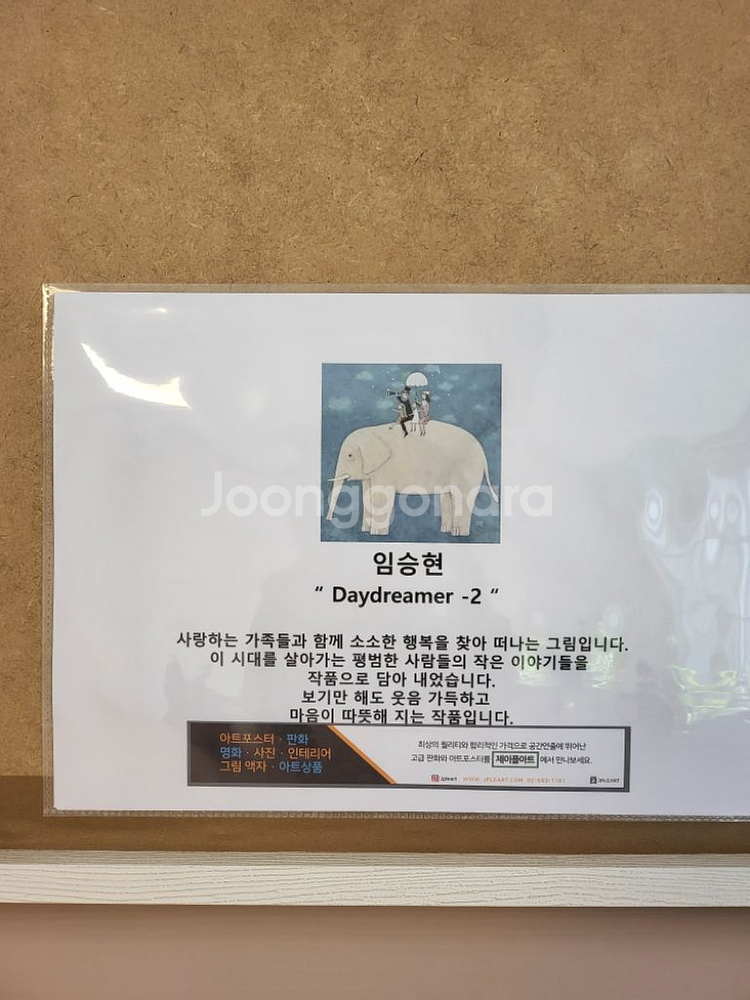 Joonggonara
임승현
“ Daydreamer -2 “
사랑하는 가족들과 함께 소소한 행복을 찾아 떠나는 그림입니다.
이 시대를 살아가는 평범한 사람들의 작은 이야기들을
작품으로 담아 내었습니다.
보기만 해도 웃음 가득하고
마음이 따뜻해 지는 작품입니다.
아트포스터 · 판화
명화 · 사진 · 인테리어
그림 액자 · 아트상품
최상의 퀄리티와 합리적인 가격으로 공간연출에 뛰어난
고급 판화와 아트포스터를 제이플아트 에서 만나보세요.
Jpleart WWW.JPLEART.COM JPLEART